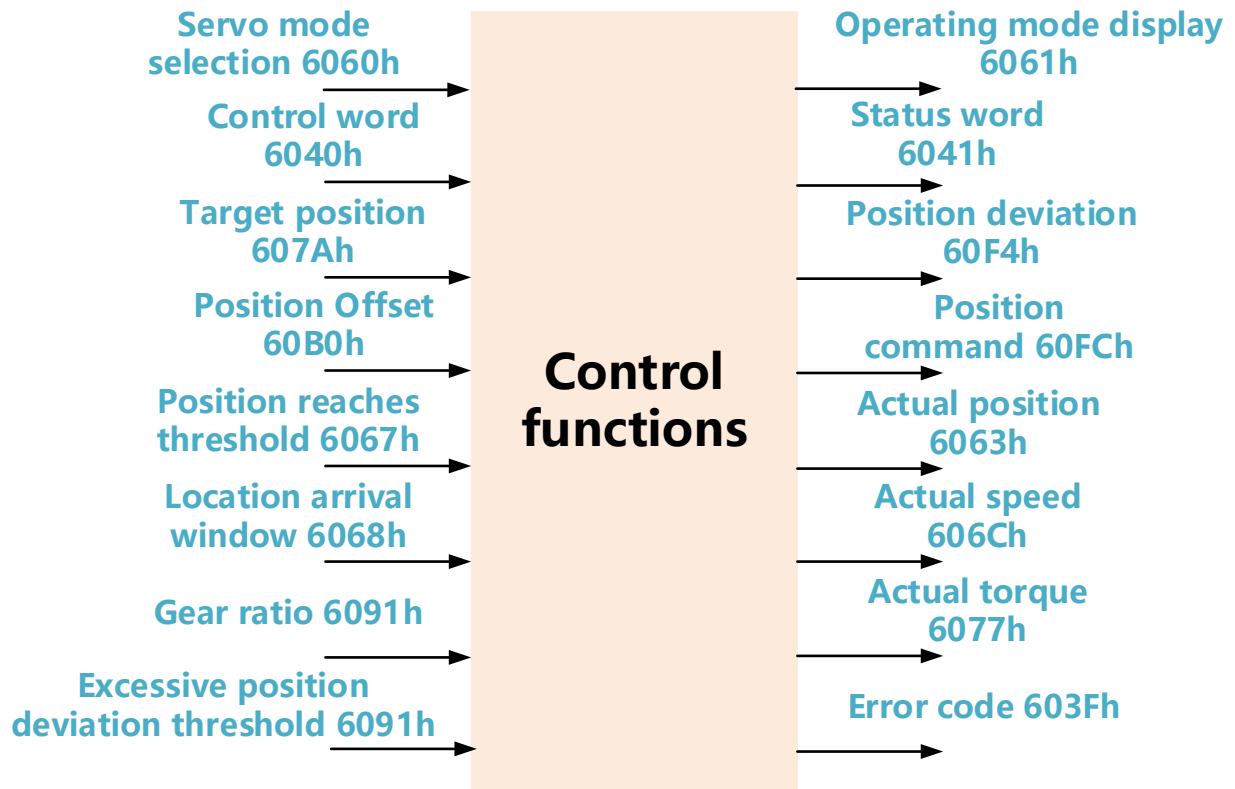 Servo mode
selection 6060h
Control word
6040h
Target position
607Ah
Position Offset
60B0h
Position reaches
threshold 6067h
Location arrival
window 6068h
Gear ratio 6091h
Excessive position
deviation threshold 6091h
Control
functions
Operating mode display
6061h
Status word
6041h
Position deviation
60F4h
Position
command 60FCh
Actual position
6063h
Actual speed
606Ch
Actual torque
6077h
Error code 603Fh